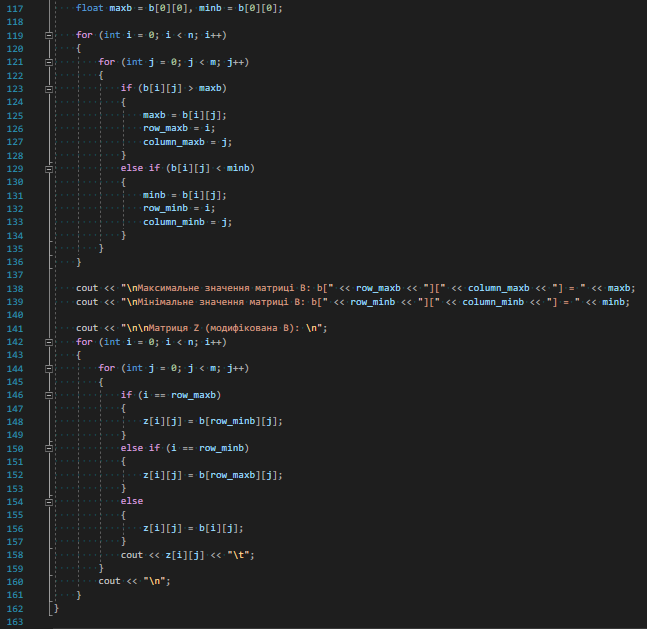 117 float maxb = b[0][0], minb = b[0][0];
118
119 for (int i = 0; i < n; i++)
120 {
121 for (int j = 0; j < m; j++)
122 {
123 if (b[i][j] > maxb)
124 {
125 maxb = b[i][j];
126 row_maxb = i;
127 column_maxb = j;
128 }
129 else if (b[i][j] < minb)
130 {
131 minb = b[i][j];
132 row_minb = i;
133 column_minb = j;
134 }
135 }
136 }
137
138 cout << "\nМаксимальне значення матриці B: b[" << row_maxb << "][" << column_maxb << "] = " << maxb;
139 cout << "\nМінімальне значення матриці B: b[" << row_minb << "][" << column_minb << "] = " << minb;
140
141 cout << "\n\nМатриця Z (модифікована B): \n";
142 for (int i = 0; i < n; i++)
143 {
144 for (int j = 0; j < m; j++)
145 {
146 if (i == row_maxb)
147 {
148 z[i][j] = b[row_minb][j];
149 }
150 else if (i == row_minb)
151 {
152 z[i][j] = b[row_maxb][j];
153 }
154 else
155 {
156 z[i][j] = b[i][j];
157 }
158 cout << z[i][j] << "\t";
159 }
160 cout << "\n";
161 }
162 }
163